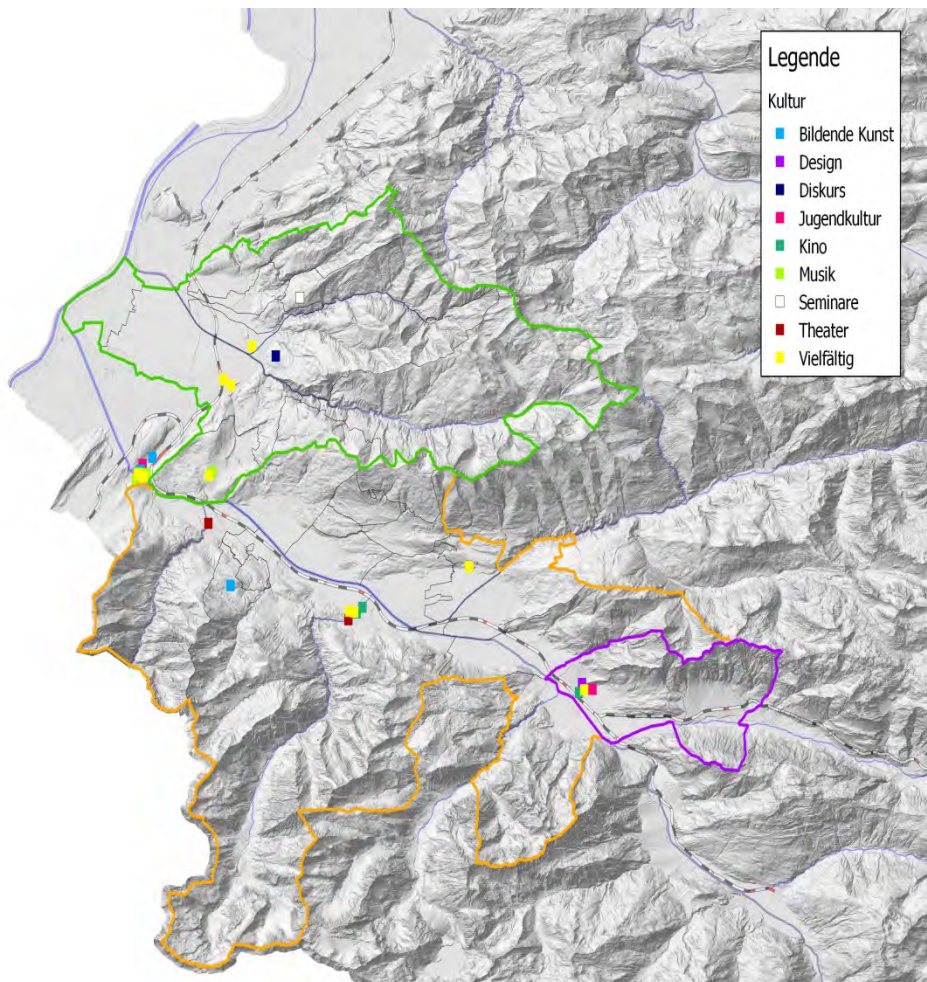 Legende
Kultur
Bildende Kunst
Design
Diskurs
Jugendkultur
Kino
Musik
Seminare
Theater
Vielfältig